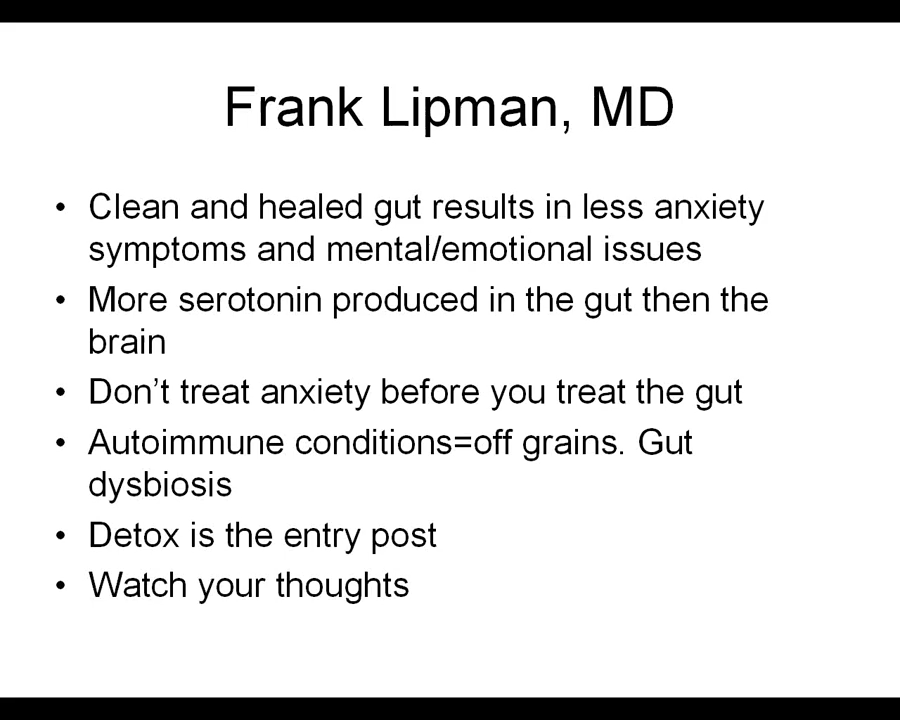 Frank Lipman, MD
• Clean and healed gut results in less anxiety
symptoms and mental/emotional issues
• More serotonin produced in the gut then the
brain
• Don't treat anxiety before you treat the gut
• Autoimmune conditions=off grains. Gut
dysbiosis
• Detox is the entry post
• Watch your thoughts